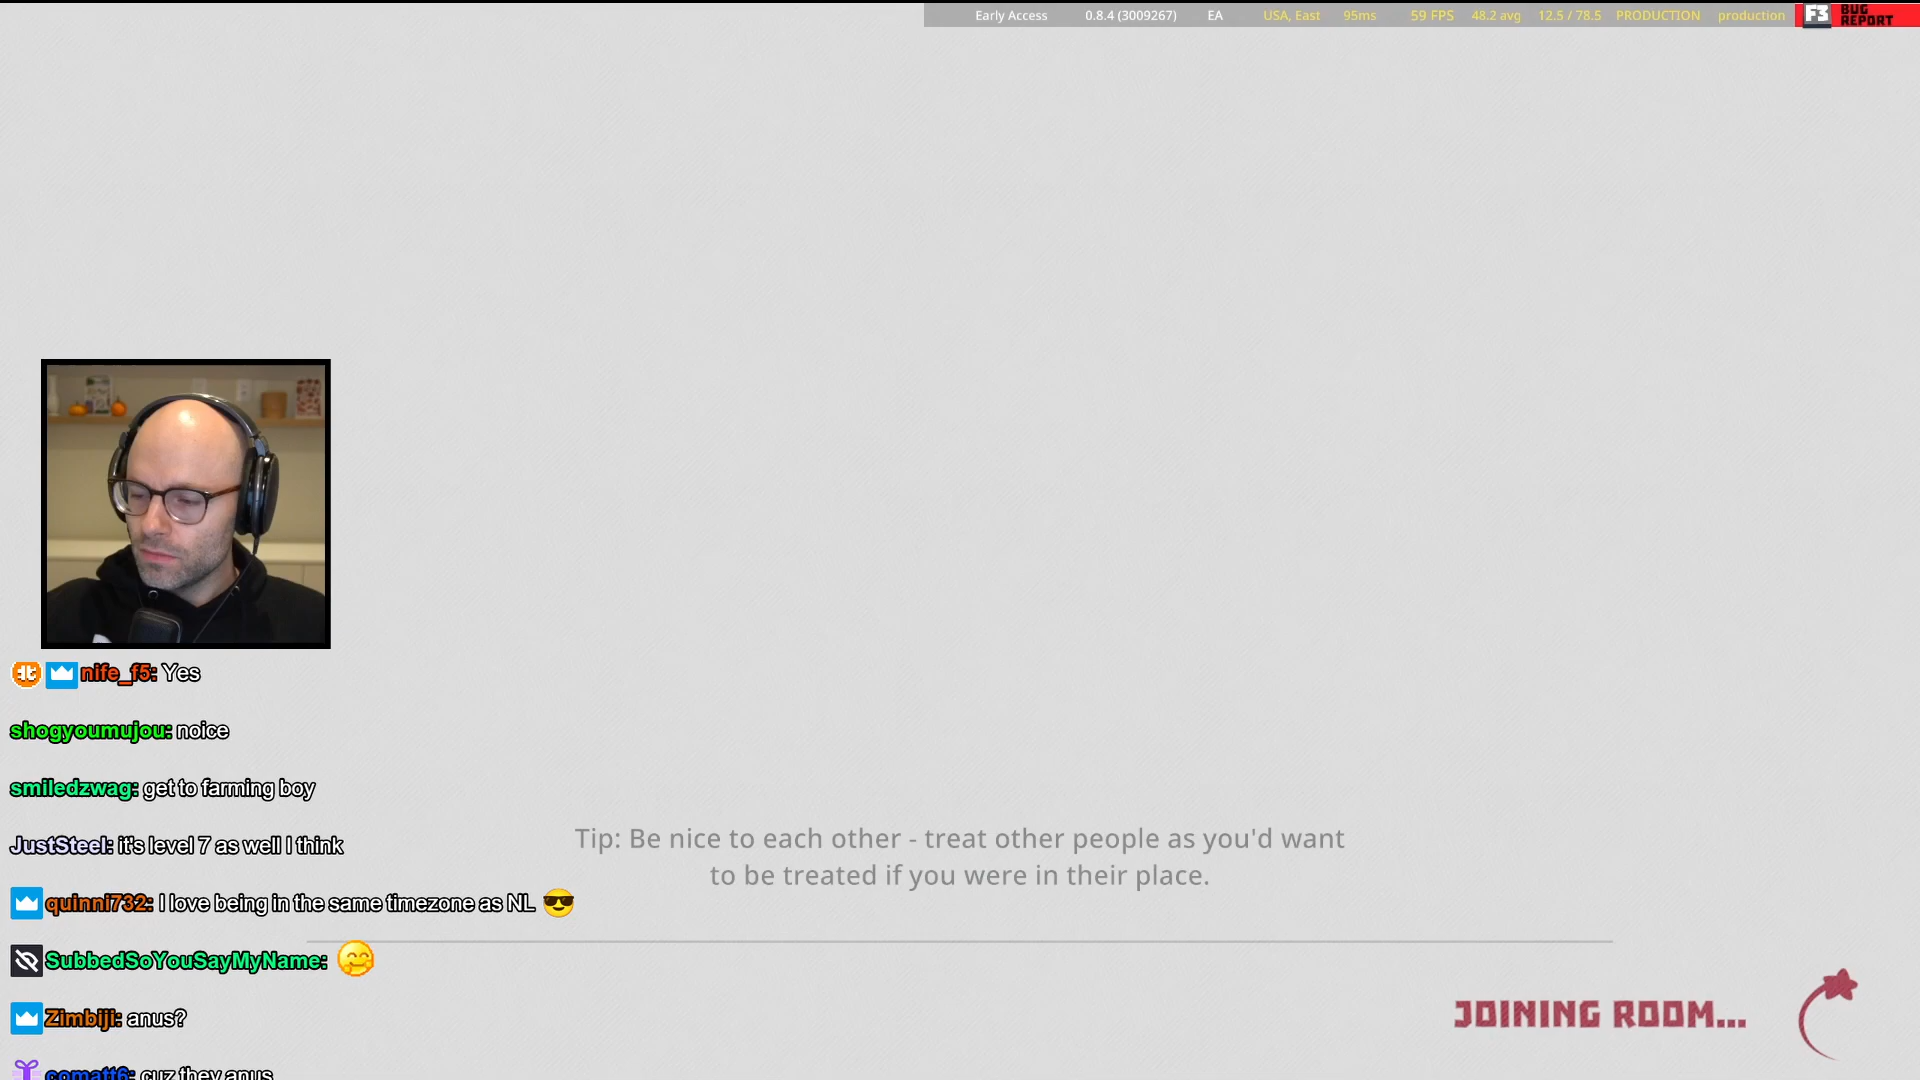 Early Access 0.8.4 (3009267) EA USA, East 95ms 59 FPS 48.2 avg 12.5 / 78.5 PRODUCTION production F3 BUG REPORT
nife_f5: Yes
shogyoumujou: noice
smiledzwag: get to farming boy
JustSteel: it's level 7 as well I think
Tip: Be nice to each other - treat other people as you'd want
to be treated if you were in their place.
quinni732: I love being in the same timezone as NL
SubbedSoYouSayMyName:
Zimbiji: anus?
JOINING ROOM...
comatt6: cuz they anus